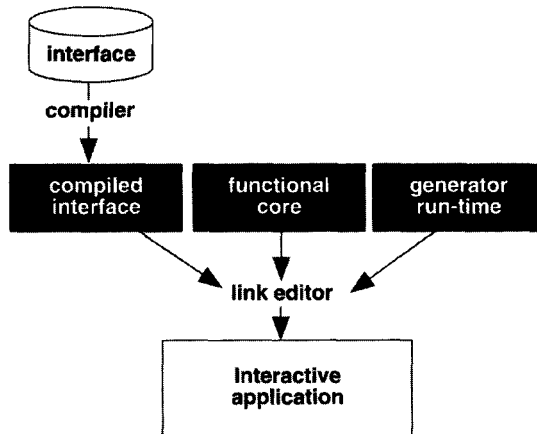 interface
compiler
compiled
interface
functional
core
generator
run-time
link editor
Interactive
application